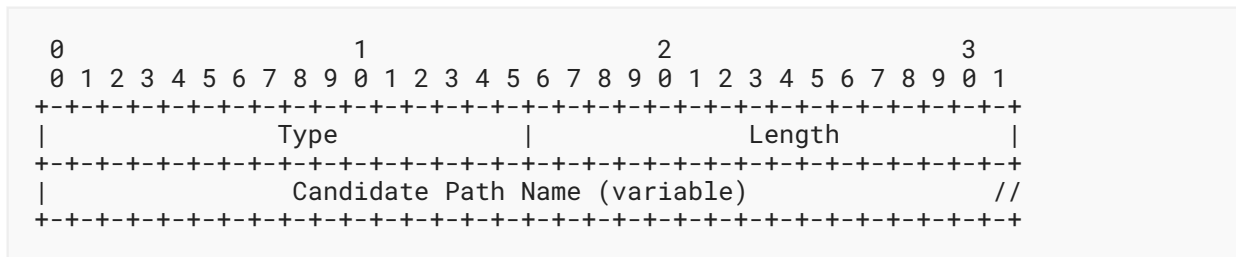 0                   1                   2                   3
 0 1 2 3 4 5 6 7 8 9 0 1 2 3 4 5 6 7 8 9 0 1 2 3 4 5 6 7 8 9 0 1
+-+-+-+-+-+-+-+-+-+-+-+-+-+-+-+-+-+-+-+-+-+-+-+-+-+-+-+-+-+-+-+-+
|               Type            |              Length           |
+-+-+-+-+-+-+-+-+-+-+-+-+-+-+-+-+-+-+-+-+-+-+-+-+-+-+-+-+-+-+-+-+
|                Candidate Path Name (variable)                //
+-+-+-+-+-+-+-+-+-+-+-+-+-+-+-+-+-+-+-+-+-+-+-+-+-+-+-+-+-+-+-+-+